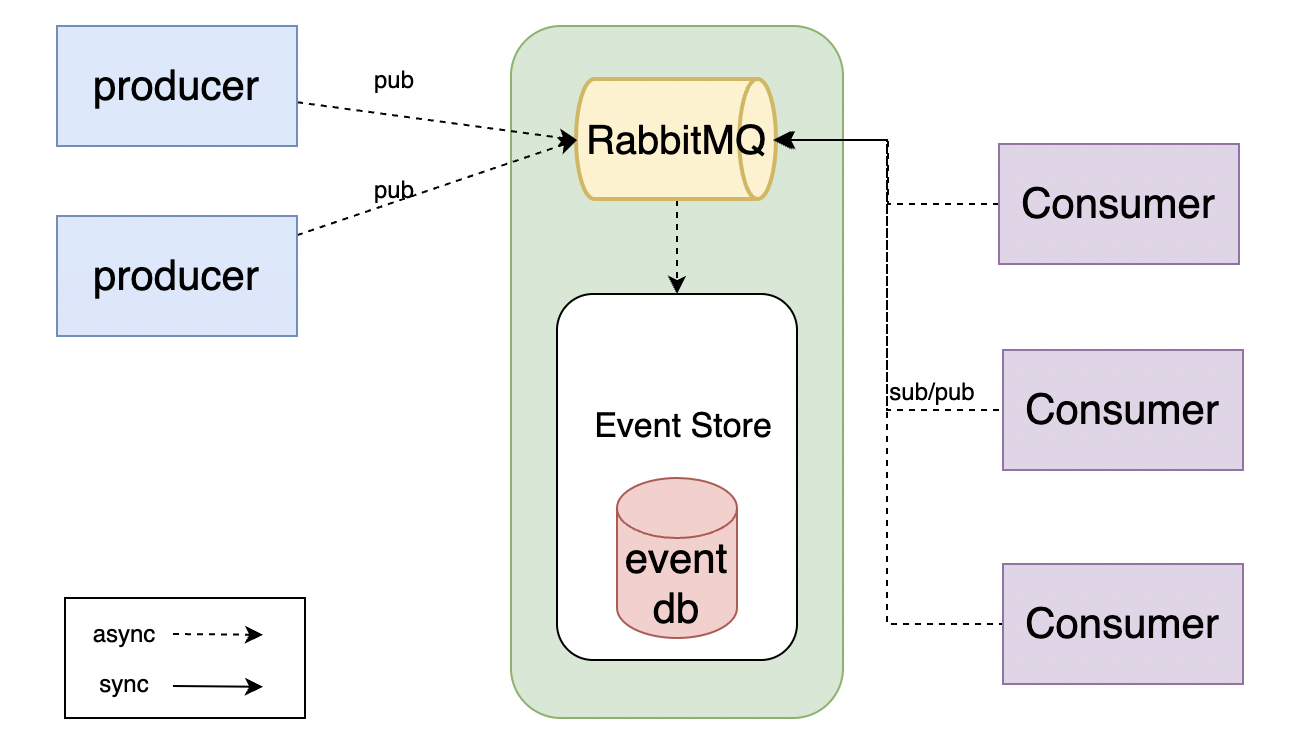 producer
pub
RabbitMQ
Consumer
pub
producer
sub/pub
Consumer
Event Store
event
db
Consumer
async
sync